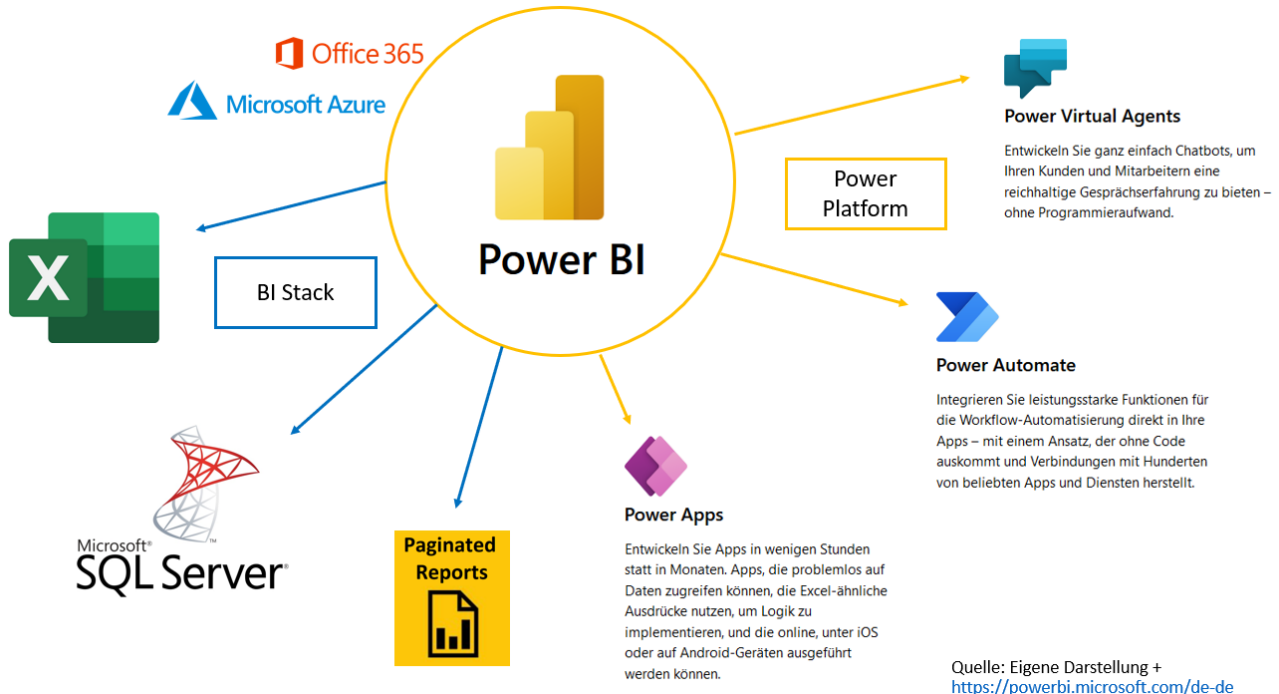 Office 365
Microsoft Azure
Power BI
BI Stack
X
Microsoft®
SQL Server®
Paginated
Reports
Power
Platform
Power Virtual Agents
Entwickeln Sie ganz einfach Chatbots, um
Ihren Kunden und Mitarbeitern eine
reichhaltige Gesprächserfahrung zu bieten –
ohne Programmieraufwand.
Power Automate
Integrieren Sie leistungsstarke Funktionen für
die Workflow-Automatisierung direkt in Ihre
Apps – mit einem Ansatz, der ohne Code
auskommt und Verbindungen mit Hunderten
von beliebten Apps und Diensten herstellt.
Power Apps
Entwickeln Sie Apps in wenigen Stunden
statt in Monaten. Apps, die problemlos auf
Daten zugreifen können, die Excel-ähnliche
Ausdrücke nutzen, um Logik zu
implementieren, und die online, unter iOS
oder auf Android-Geräten ausgeführt
werden können.
Quelle: Eigene Darstellung +
https://powerbi.microsoft.com/de-de